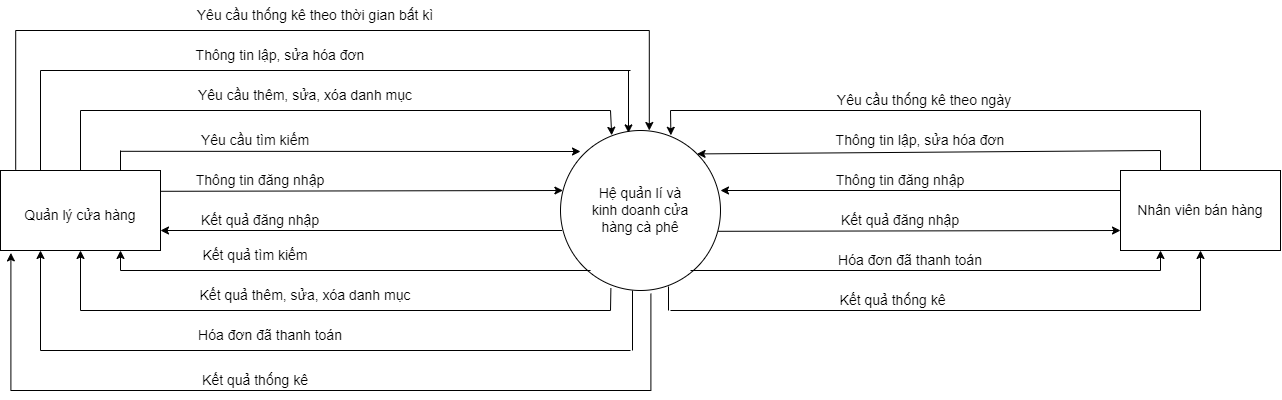 Yêu cầu thống kê theo thời gian bất kì
Thông tin lập, sửa hóa đơn
Yêu cầu thêm, sửa, xóa danh mục
Yêu cầu tìm kiếm
Thông tin đăng nhập
Quản lý cửa hàng
Kết quả đăng nhập
Kết quả tìm kiếm
Kết quả thêm, sửa, xóa danh mục
Hóa đơn đã thanh toán
Kết quả thống kê
Hệ quản lí và
kinh doanh cửa
hàng cà phê
Yêu cầu thống kê theo ngày
Thông tin lập, sửa hóa đơn
Thông tin đăng nhập
Nhân viên bán hàng
Kết quả đăng nhập
Hóa đơn đã thanh toán
Kết quả thống kê